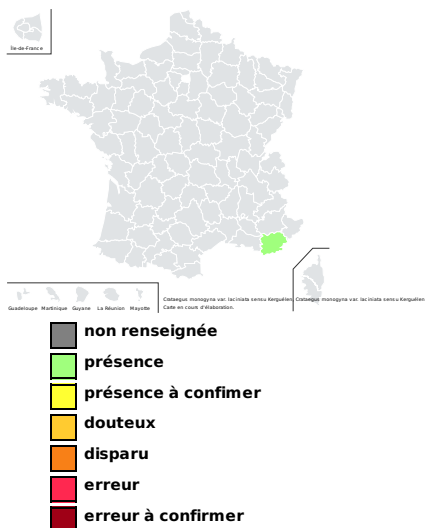 Île-de-France
Guadeloupe Martinique Guyane La Réunion Mayotte
Crataegus monogyna var. laciniata sensu Kerguélen, Crataegus monogyna var. laciniata sensu Kerguélen
Carte en cours d'élaboration.
non renseignée
présence
présence à confimer
douteux
disparu
erreur
erreur à confirmer